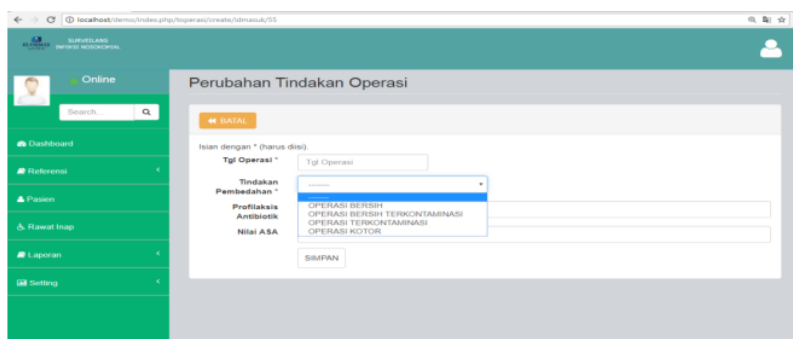 localhost/demo/index.php/toperasi/create/idmasuk/55
SURVEILANS
INFEKSI NOSOKOMIAL
Online
Search...
Dashboard
Referensi
Pasien
Rawat Inap
Laporan
Setting
Perubahan Tindakan Operasi
BATAL
Isian dengan * (harus diisi).
Tgl Operasi *
Tgl Operasi
Tindakan
Pembedahan *
--------
--------
OPERASI BERSIH
OPERASI BERSIH TERKONTAMINASI
OPERASI TERKONTAMINASI
OPERASI KOTOR
Profilaksis
Antibiotik
Nilai ASA
SIMPAN